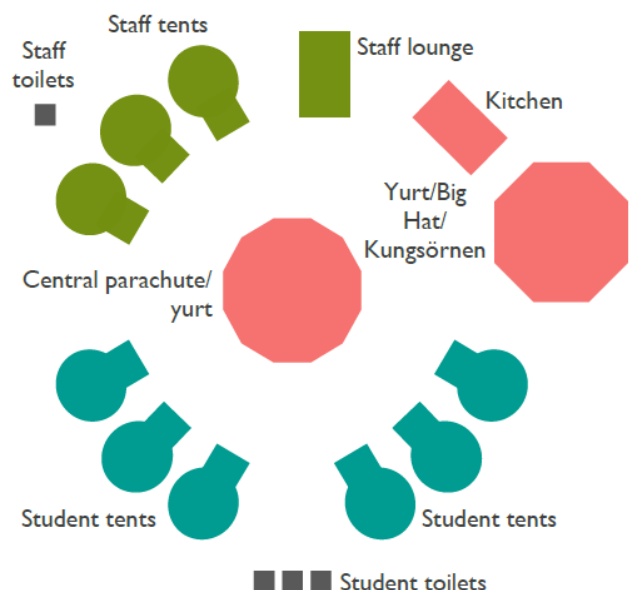 Staff tents
Staff
toilets
Staff lounge
Kitchen
Yurt/Big
Hat/
Kungsörnen
Central parachute/
yurt
Student tents
Student tents
Student toilets